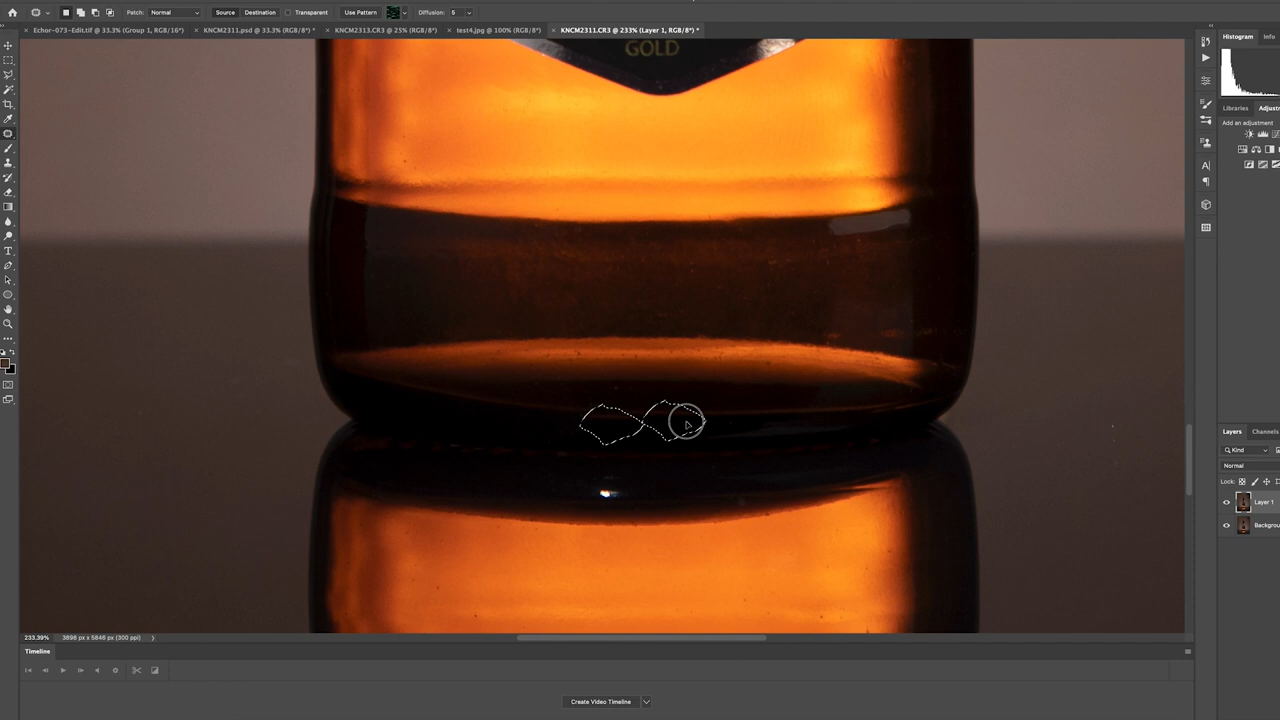 Patch: Normal Source Destination Transparent Use Pattern Diffusion: 5
Echor-073-Edit.tif @ 33.3% (Group 1, RGB/16*) KNCM2311.psd @ 33.3% (RGB/8*) * KNCM2313.CR3 @ 25% (RGB/8*) test4.jpg @ 100% (RGB/8*) KNCM2311.CR3 @ 233% (Layer 1, RGB/8*) *
Histogram Info
GOLD
Libraries Adjustr
Add an adjustment
Layers Channels
Kind
Normal
Lock:
Layer 1
Backgrou
233.39% 3898 px x 5846 px (300 ppi)
Timeline
Create Video Timeline